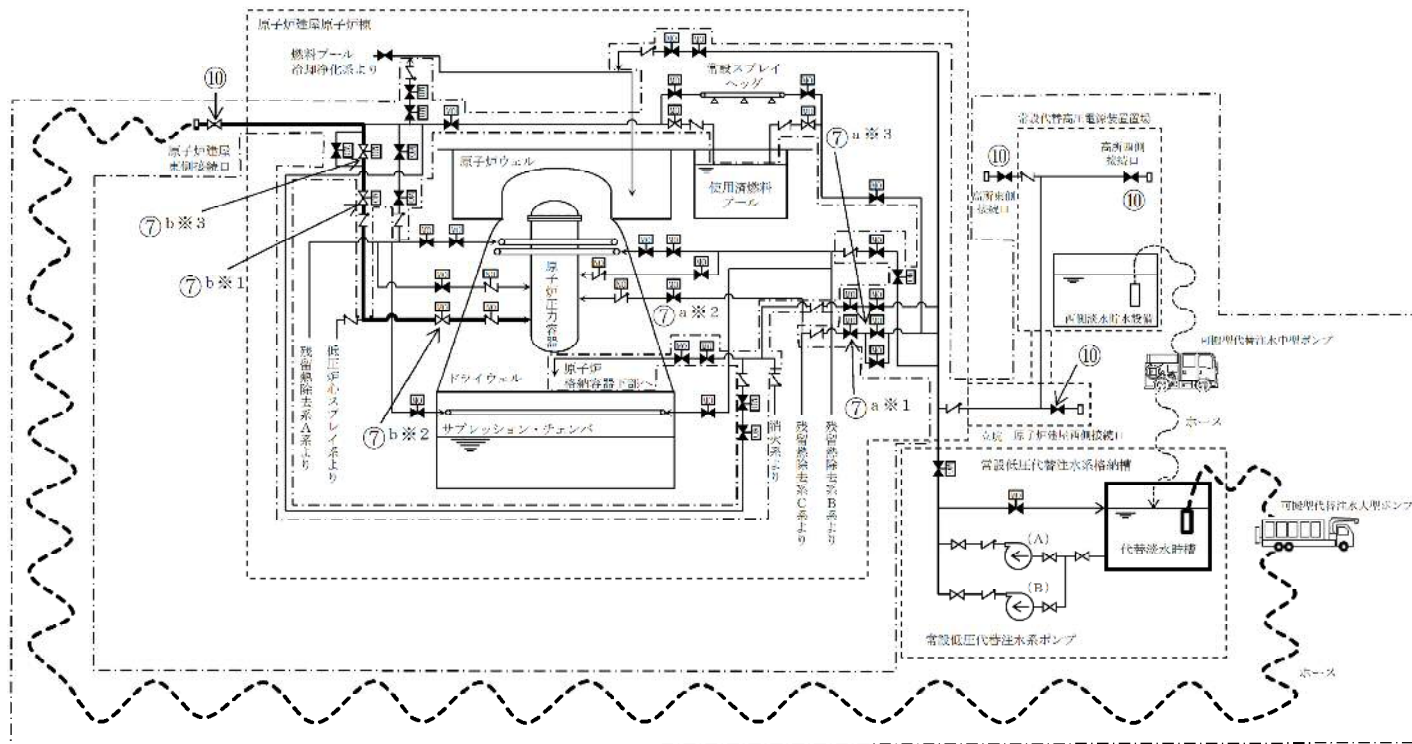 原子炉建屋原子炉棟
燃料プール
冷却浄化系より
⑩
原子炉建屋
東側接続口
常設スプレイ
ヘッダ
⑦a※3
原子炉ウェル
使用済燃料
プール
⑦b※3
⑦b※1
原子炉圧力容器
⑦a※2
残留熱除去系A系より
低圧炉心スプレイ系より
⑦b※2
ドライウェル
原子炉
格納容器下部へ
サプレッション・チェンバ
消火系より
残留熱除去系C系より
残留熱除去系B系より
⑦a※1
常設代替高圧電源装置置場
⑩
高所東側
接続口
高所西側
接続口
⑩
西側淡水貯水設備
可搬型代替注水中型ポンプ
⑩
原子炉建屋西側接続口
ホース
常設低圧代替注水系格納槽
代替淡水貯槽
(A)
(B)
常設低圧代替注水系ポンプ
可搬型代替注水大型ポンプ
ホース